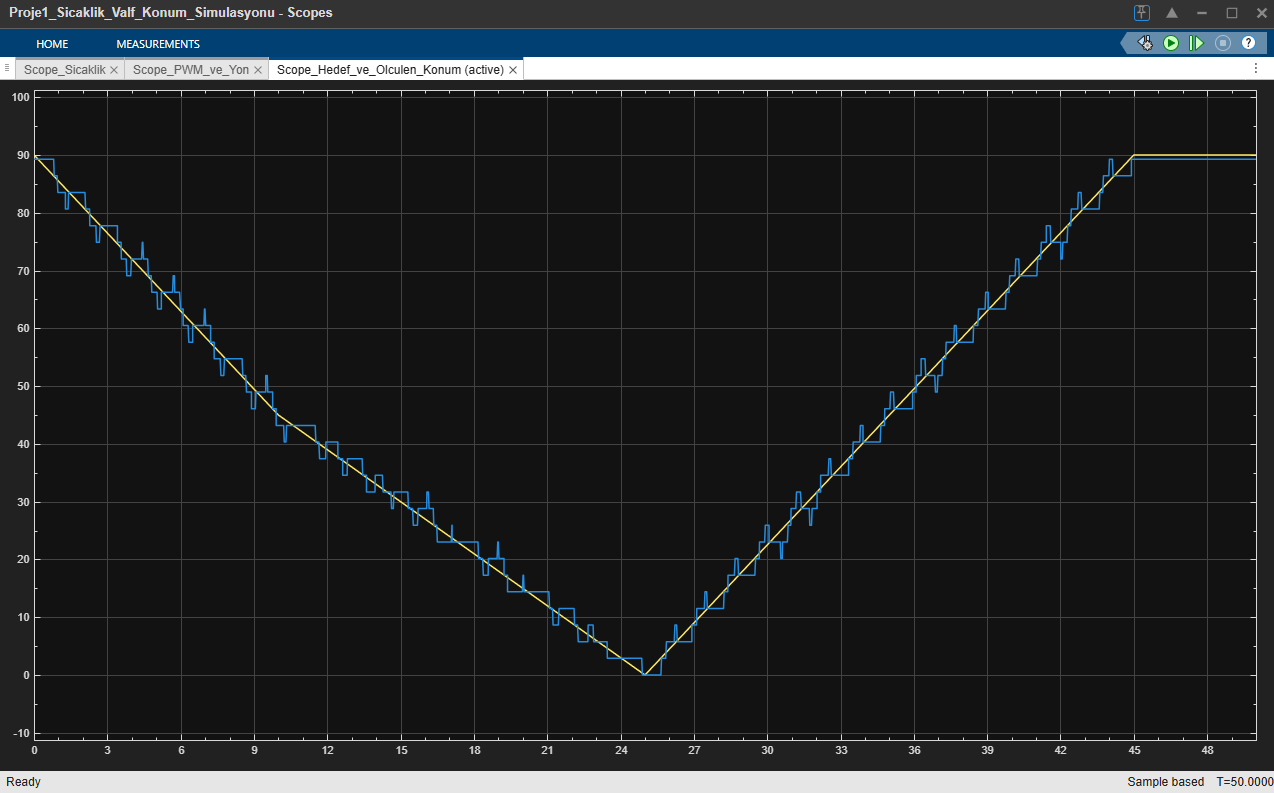 Proje1_Sicaklik_Valf_Konum_Simulasyonu - Scopes
HOME MEASUREMENTS
Scope_Sicaklik Scope_PWM_ve_Yon Scope_Hedef_ve_Olculen_Konum (active)
100
90
80
70
60
50
40
30
20
10
0
-10
0 3 6 9 12 15 18 21 24 27 30 33 36 39 42 45 48
Ready Sample based T=50.0000